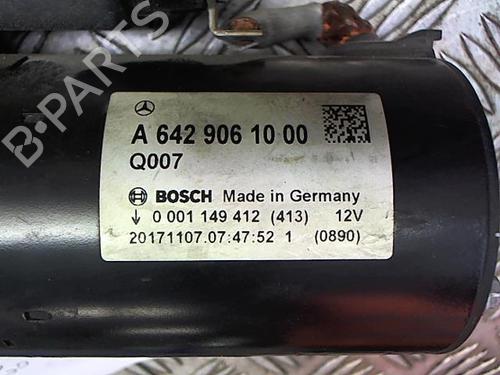 A 642 906 10 00
Q007
BOSCH Made in Germany
↓ 0 001 149 412 (413) 12V
20171107.07:47:52 1 (0890)
B-PARTS